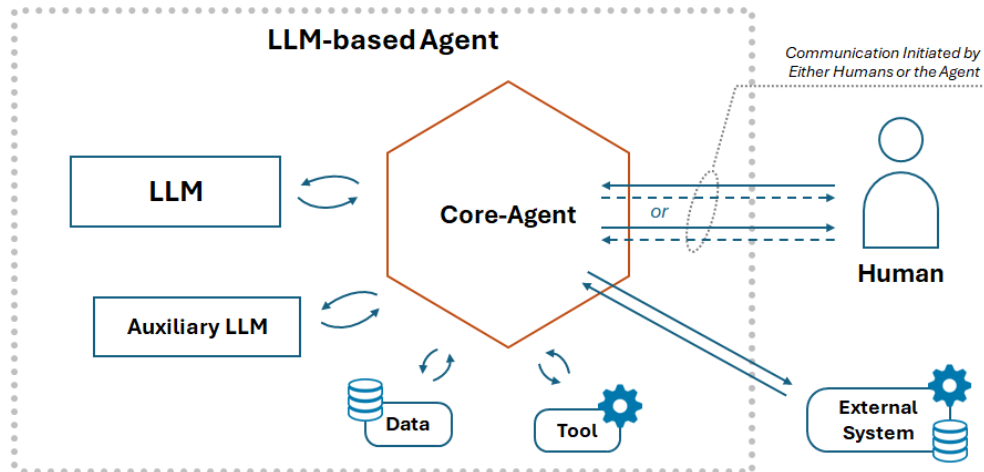 LLM-based Agent
Communication Initiated by
Either Humans or the Agent
LLM
Core-Agent
or
Human
Auxiliary LLM
Data
Tool
External
System